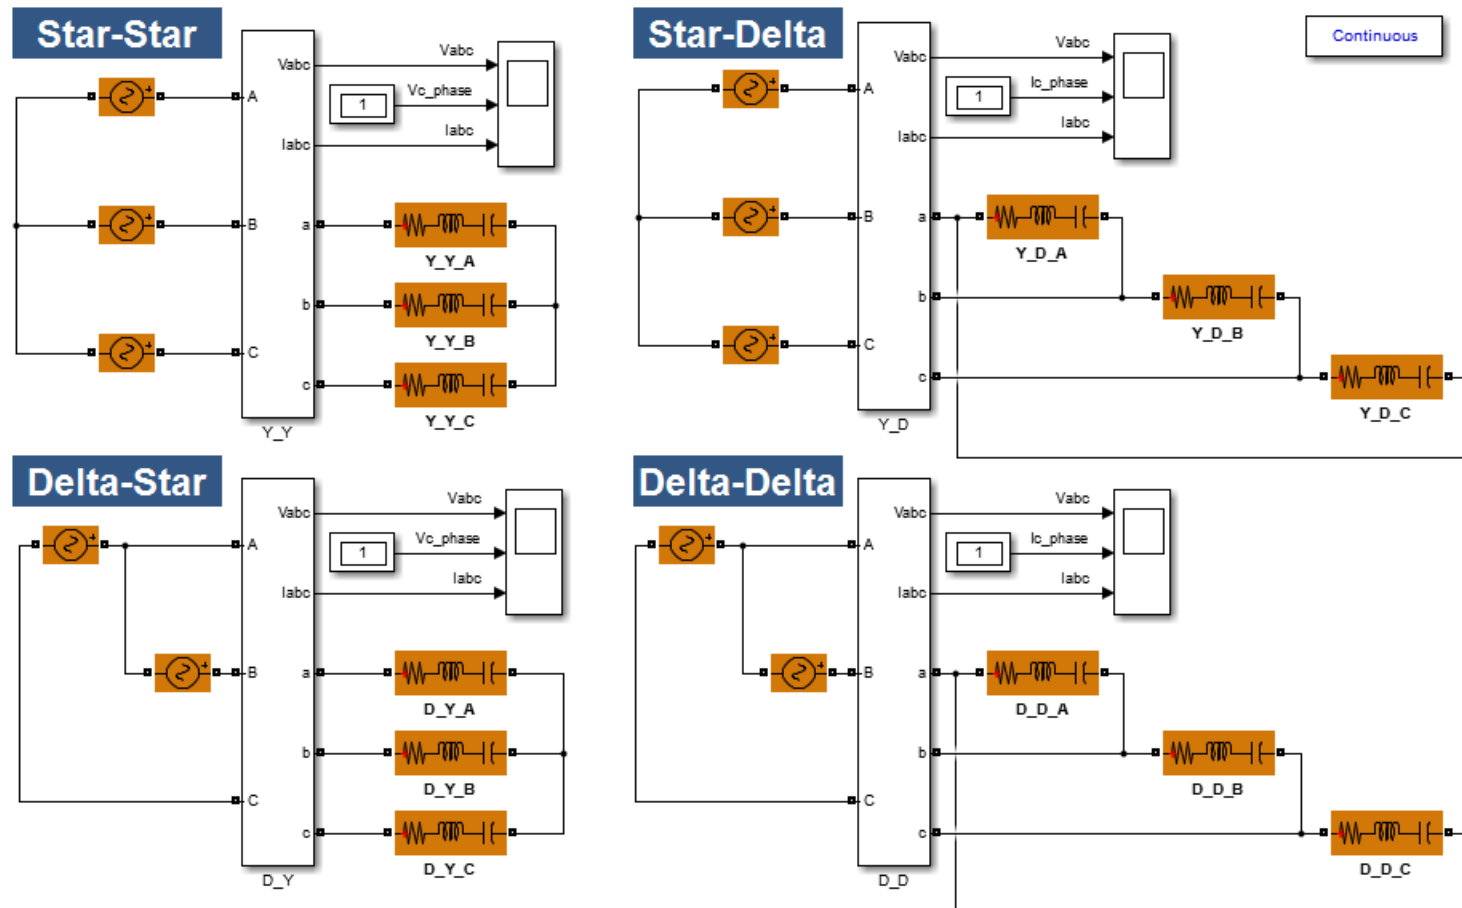 Star-Star
Vabc
Vabc
1
Vc_phase
Iabc
Iabc
A
B
C
a
b
c
Y_Y_A
Y_Y_B
Y_Y_C
Y_Y
Star-Delta
Vabc
Vabc
1
Ic_phase
Iabc
Iabc
A
B
C
a
b
c
Y_D_A
Y_D_B
Y_D_C
Y_D
Continuous
Delta-Star
Vabc
Vabc
1
Vc_phase
Iabc
Iabc
A
B
C
a
b
c
D_Y_A
D_Y_B
D_Y_C
D_Y
Delta-Delta
Vabc
Vabc
1
Ic_phase
Iabc
Iabc
A
B
C
a
b
c
D_D_A
D_D_B
D_D_C
D_D